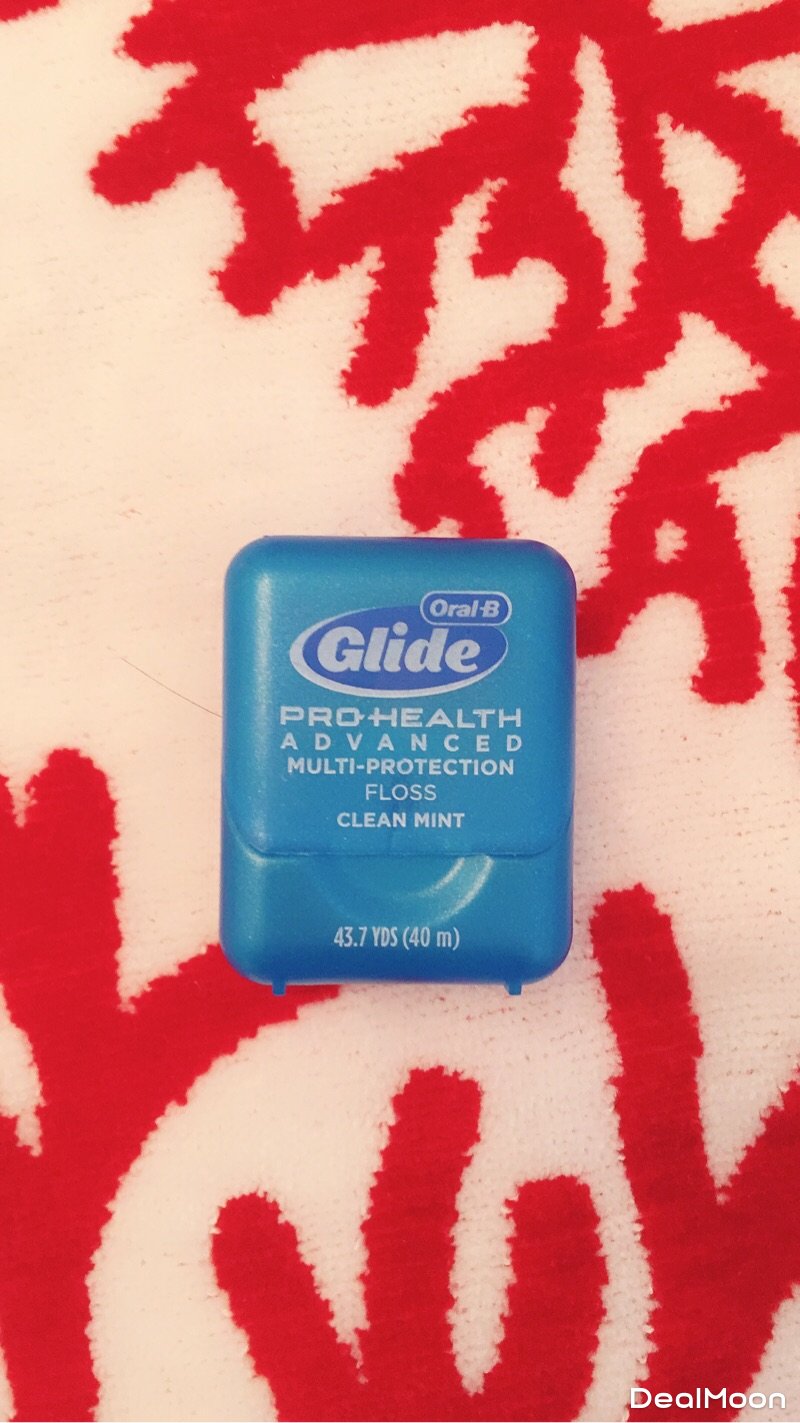 Oral-B
Glide
PRO-HEALTH
ADVANCED
MULTI-PROTECTION
FLOSS
CLEAN MINT
43.7 YDS (40 m)
DealMoon